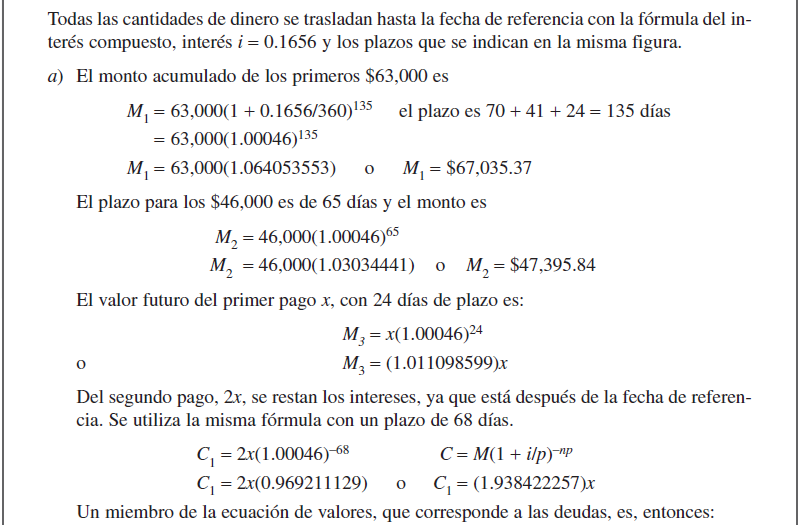 Todas las cantidades de dinero se trasladan hasta la fecha de referencia con la fórmula del in-
terés compuesto, interés i = 0.1656 y los plazos que se indican en la misma figura.
a) El monto acumulado de los primeros $63,000 es
M₁ = 63,000(1 + 0.1656/360)¹³⁵ el plazo es 70 + 41 + 24 = 135 días
= 63,000(1.00046)¹³⁵
M₁ = 63,000(1.064053553) o M₁ = $67,035.37
El plazo para los $46,000 es de 65 días y el monto es
M₂ = 46,000(1.00046)⁶⁵
M₂ = 46,000(1.03034441) o M₂ = $47,395.84
El valor futuro del primer pago x, con 24 días de plazo es:
M₃ = x(1.00046)²⁴
o M₃ = (1.011098599)x
Del segundo pago, 2x, se restan los intereses, ya que está después de la fecha de referen-
cia. Se utiliza la misma fórmula con un plazo de 68 días.
C₁ = 2x(1.00046)⁻⁶⁸ C = M(1 + i/p)⁻ⁿᵖ
C₁ = 2x(0.969211129) o C₁ = (1.938422257)x
Un miembro de la ecuación de valores, que corresponde a las deudas, es, entonces: